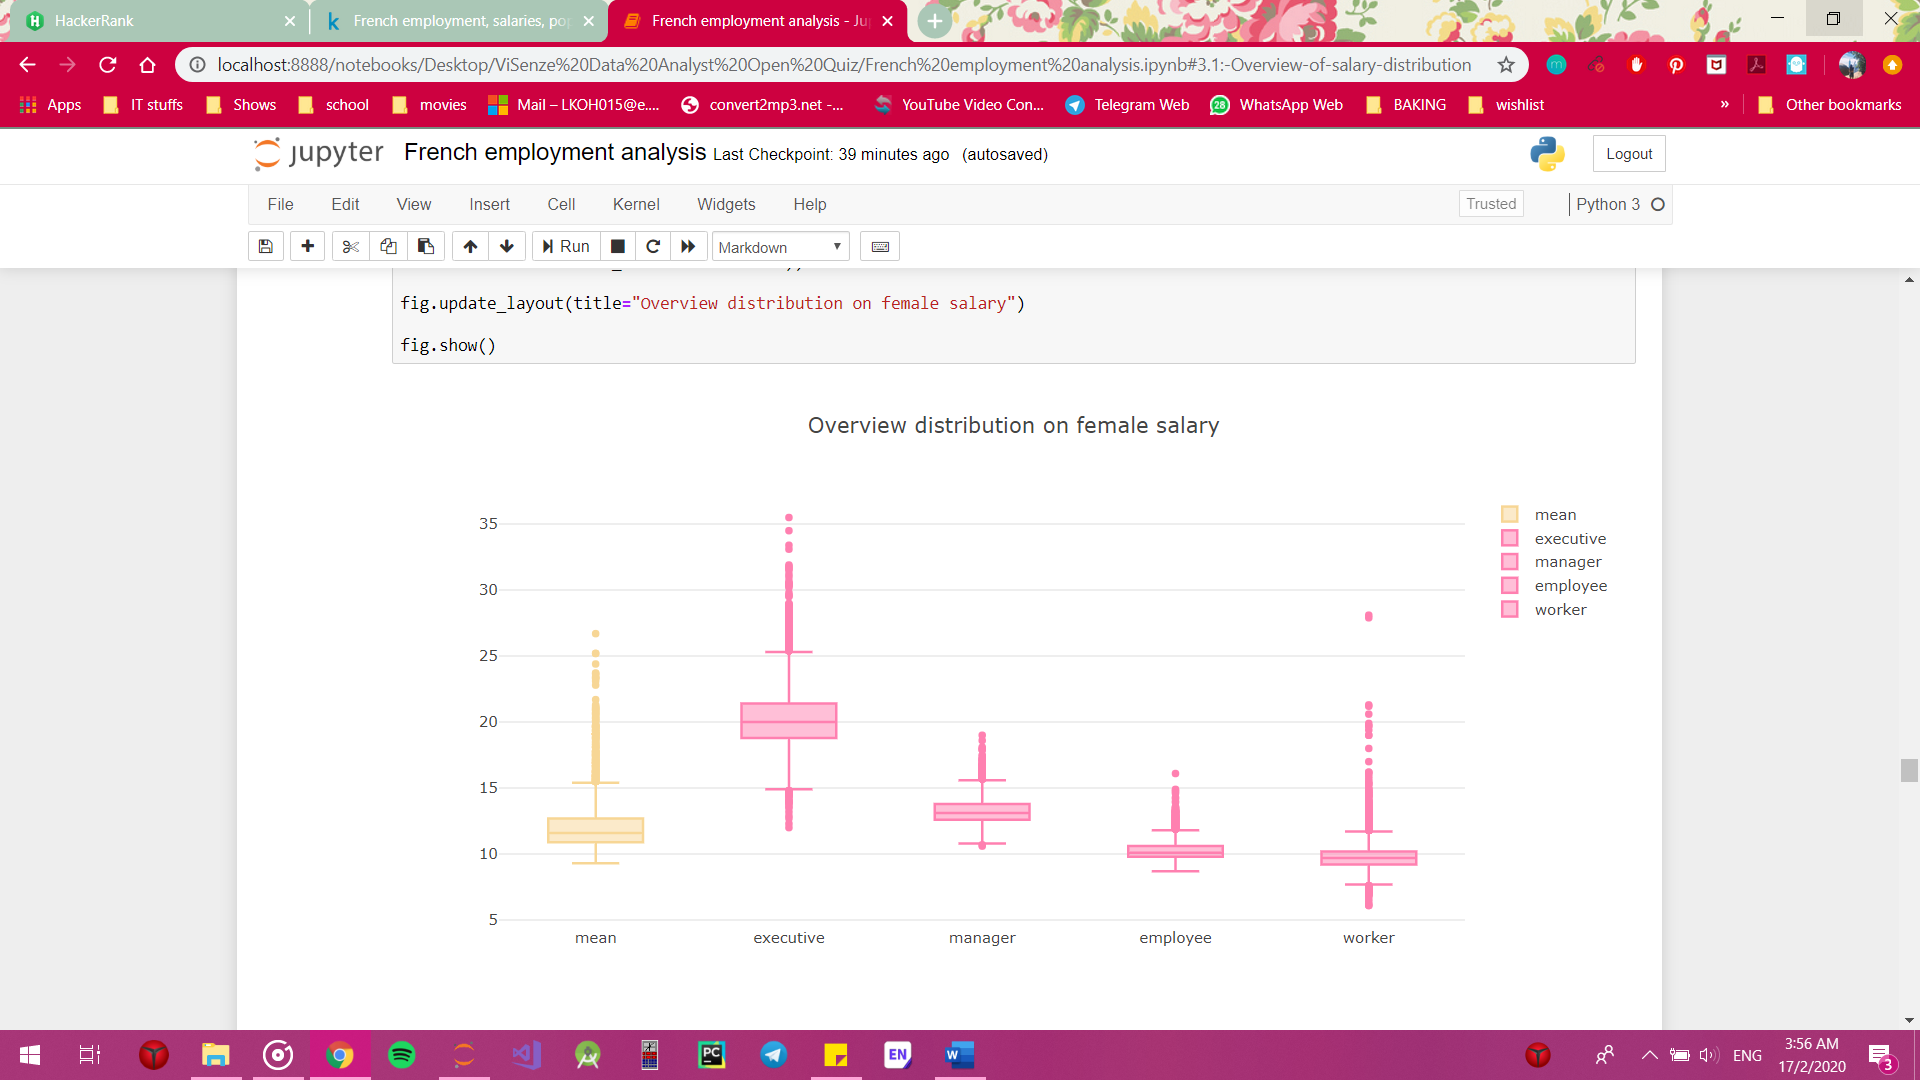 HackerRank
French employment, salaries, po
French employment analysis - Ju
localhost:8888/notebooks/Desktop/ViSenze%20Data%20Analyst%20Open%20Quiz/French%20employment%20analysis.ipynb#3.1:-Overview-of-salary-distribution
Apps
IT stuffs
Shows
school
movies
Mail – LKOH015@e....
convert2mp3.net -...
YouTube Video Con...
Telegram Web
28
WhatsApp Web
BAKING
wishlist
»
Other bookmarks
jupyter
French employment analysis Last Checkpoint: 39 minutes ago (autosaved)
Logout
File Edit View Insert Cell Kernel Widgets Help
Trusted
Python 3
Run
Markdown
fig.update_layout(title="Overview distribution on female salary")
fig.show()
Overview distribution on female salary
35
30
25
20
15
10
5
mean
executive
manager
employee
worker
mean
executive
manager
employee
worker
PC
EN
W
ENG
3:56 AM
17/2/2020
3